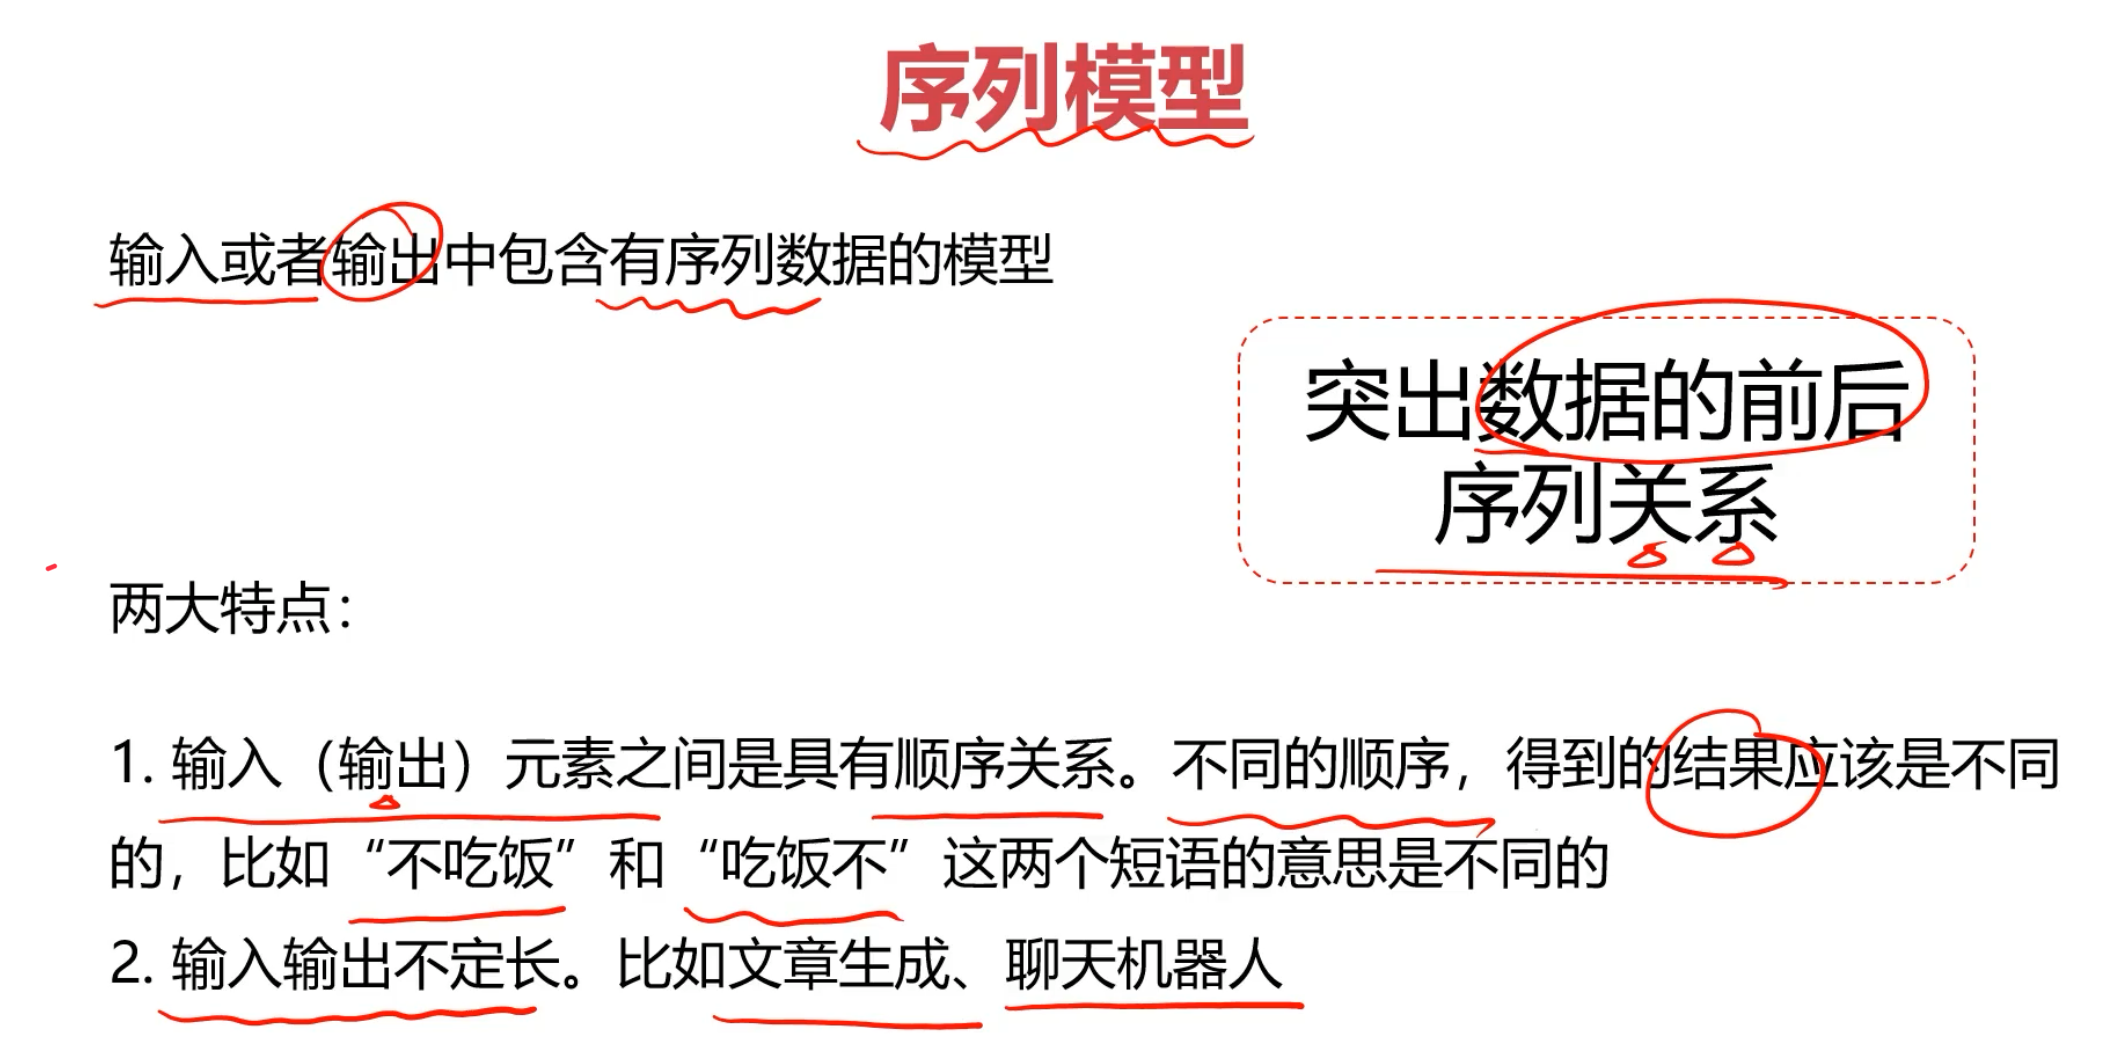 序列模型
输入或者输出中包含有序列数据的模型
突出数据的前后
序列关系
两大特点：
1. 输入（输出）元素之间是具有顺序关系。不同的顺序，得到的结果应该是不同
的，比如“不吃饭”和“吃饭不”这两个短语的意思是不同的
2. 输入输出不定长。比如文章生成、聊天机器人